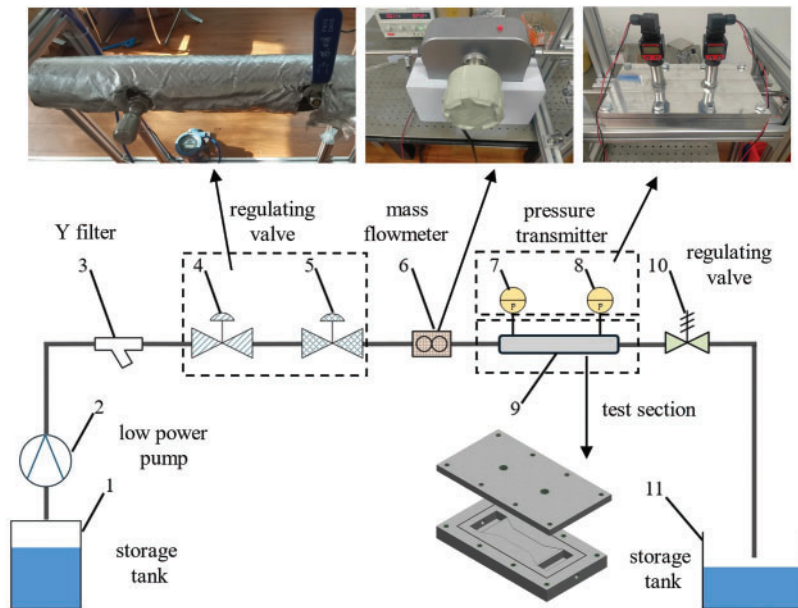 regulating
valve
mass
flowmeter
pressure
transmitter
regulating
valve
Y filter
3
4
5
6
7
8
10
P
P
9
test section
2
low power
pump
1
storage
tank
11
storage
tank